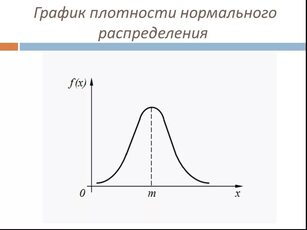 График плотности нормального
распределения
f(x)
0 m x